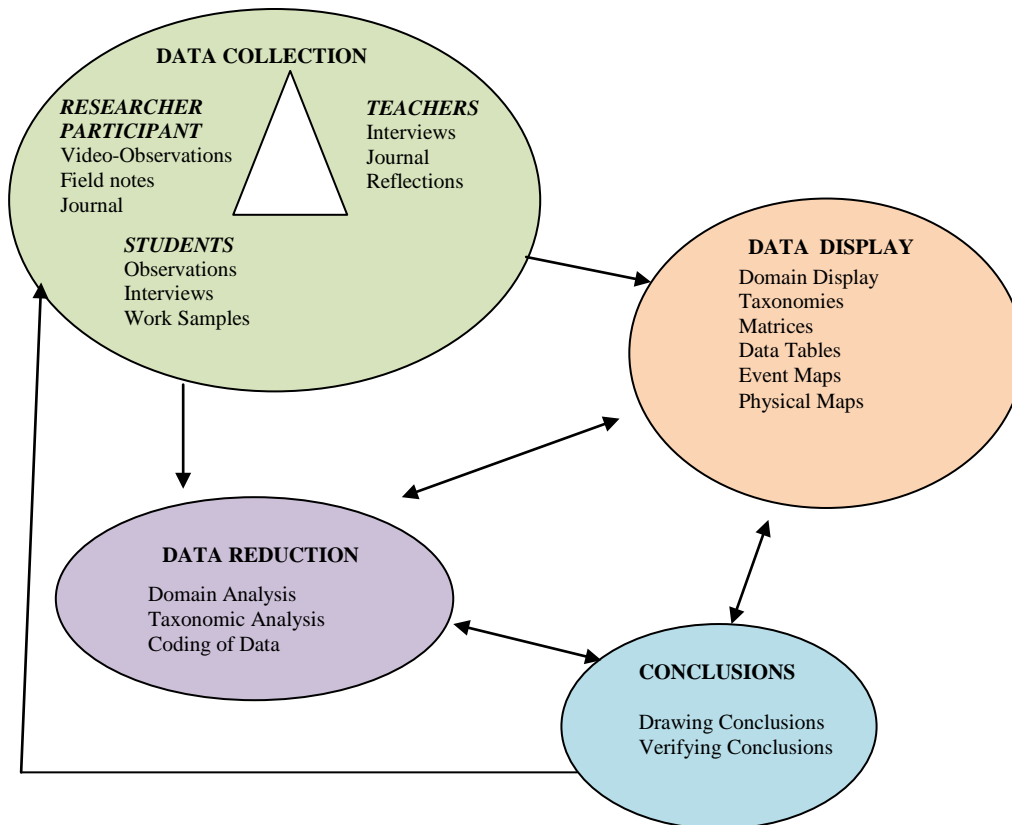 DATA COLLECTION
RESEARCHER
PARTICIPANT
Video-Observations
Field notes
Journal
TEACHERS
Interviews
Journal
Reflections
STUDENTS
Observations
Interviews
Work Samples
DATA DISPLAY
Domain Display
Taxonomies
Matrices
Data Tables
Event Maps
Physical Maps
DATA REDUCTION
Domain Analysis
Taxonomic Analysis
Coding of Data
CONCLUSIONS
Drawing Conclusions
Verifying Conclusions